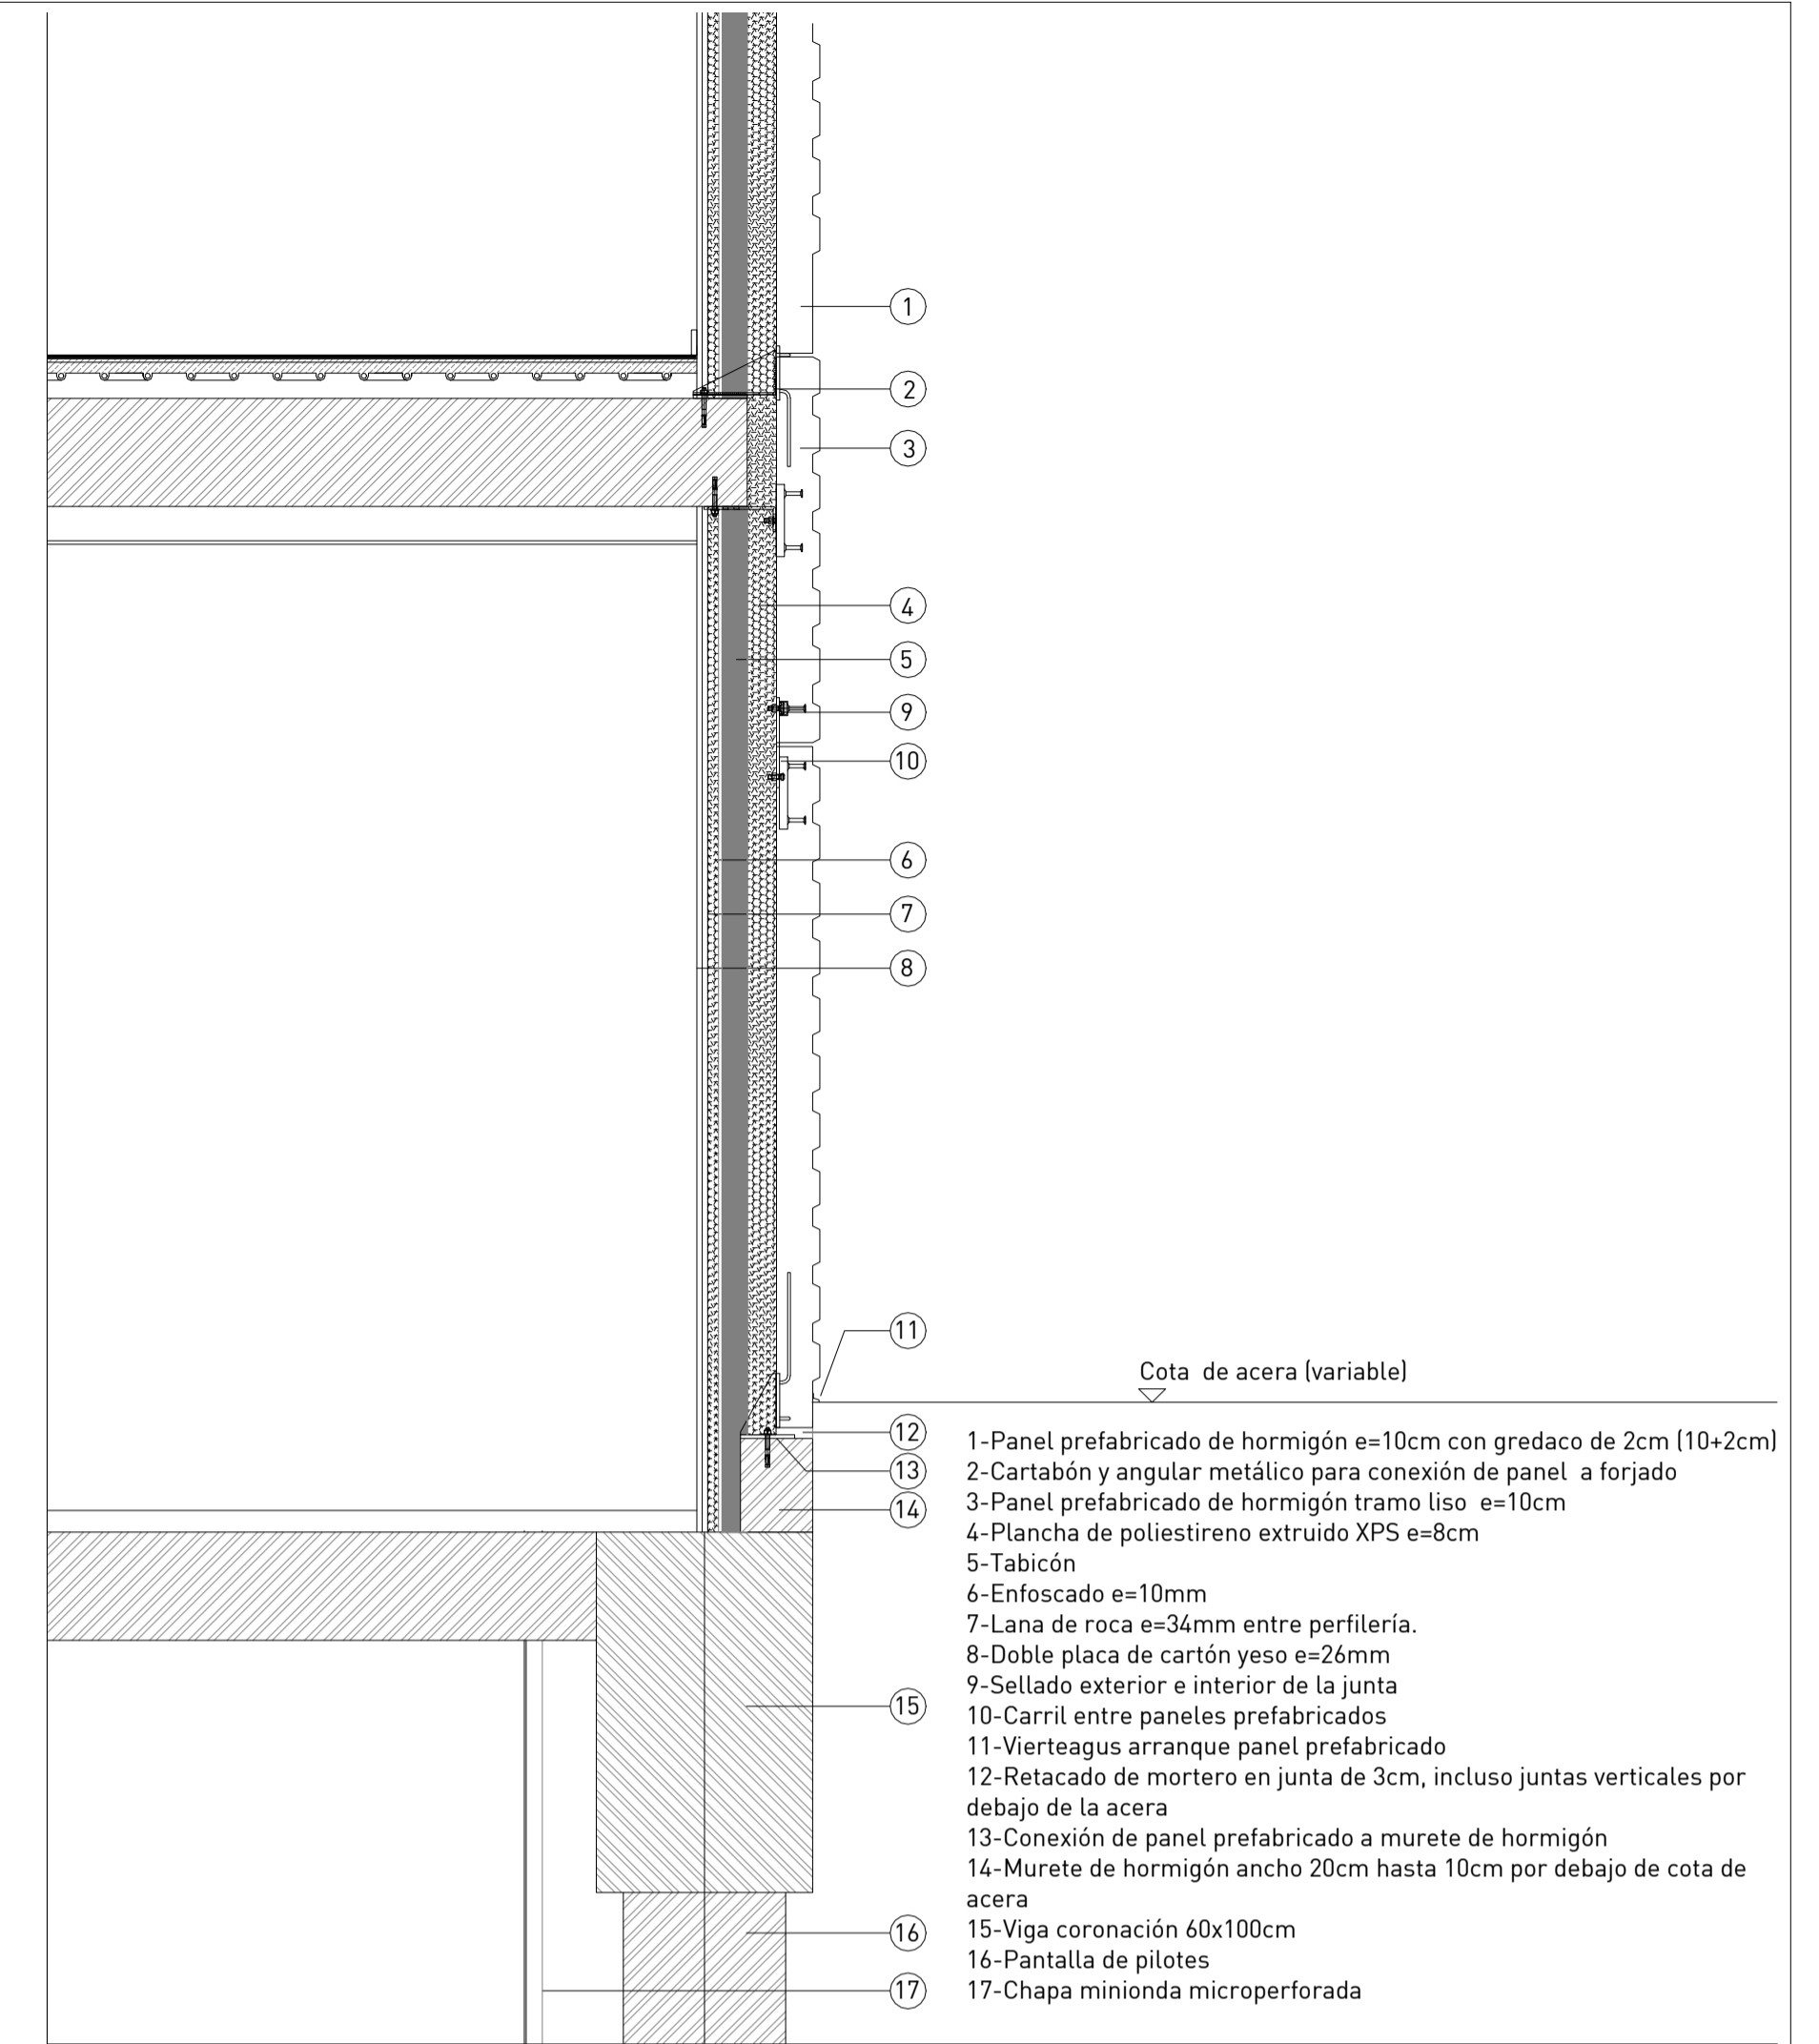 1
2
3
4
5
9
10
6
7
8
11
Cota de acera (variable)
12
13
14
15
16
17
1-Panel prefabricado de hormigón e=10cm con gredaco de 2cm (10+2cm)
2-Cartabón y angular metálico para conexión de panel a forjado
3-Panel prefabricado de hormigón tramo liso e=10cm
4-Plancha de poliestireno extruido XPS e=8cm
5-Tabicón
6-Enfoscado e=10mm
7-Lana de roca e=34mm entre perfilería.
8-Doble placa de cartón yeso e=26mm
9-Sellado exterior e interior de la junta
10-Carril entre paneles prefabricados
11-Vierteagus arranque panel prefabricado
12-Retacado de mortero en junta de 3cm, incluso juntas verticales por
debajo de la acera
13-Conexión de panel prefabricado a murete de hormigón
14-Murete de hormigón ancho 20cm hasta 10cm por debajo de cota de
acera
15-Viga coronación 60x100cm
16-Pantalla de pilotes
17-Chapa minionda microperforada